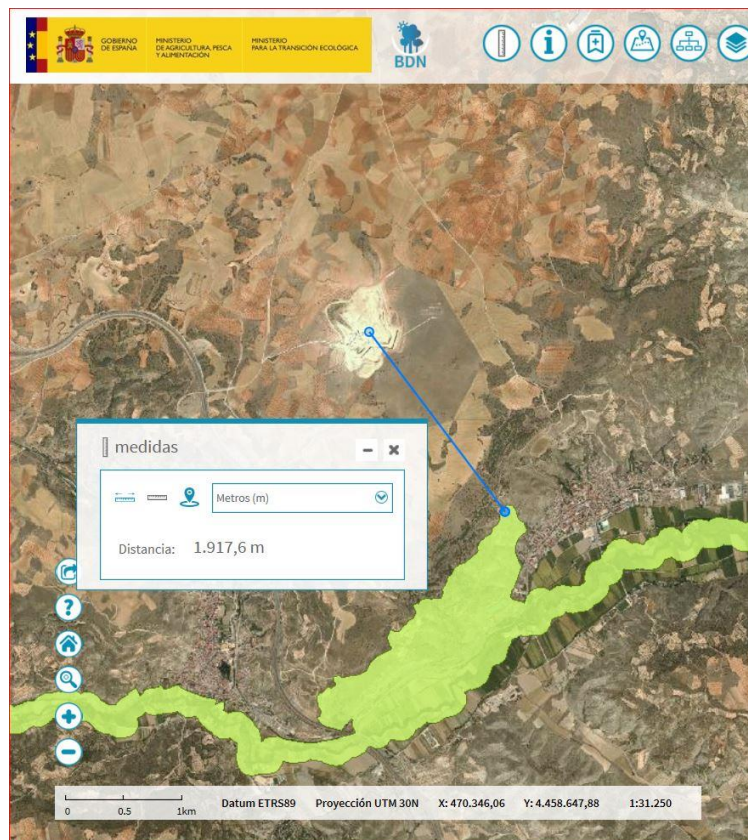 GOBIERNO
DE ESPAÑA
MINISTERIO
DE AGRICULTURA, PESCA
Y ALIMENTACIÓN
MINISTERIO
PARA LA TRANSICIÓN ECOLÓGICA
BDN
medidas
Metros (m)
Distancia: 1.917,6 m
0 0.5 1km
Datum ETRS89 Proyección UTM 30N X: 470.346,06 Y: 4.458.647,88 1:31.250